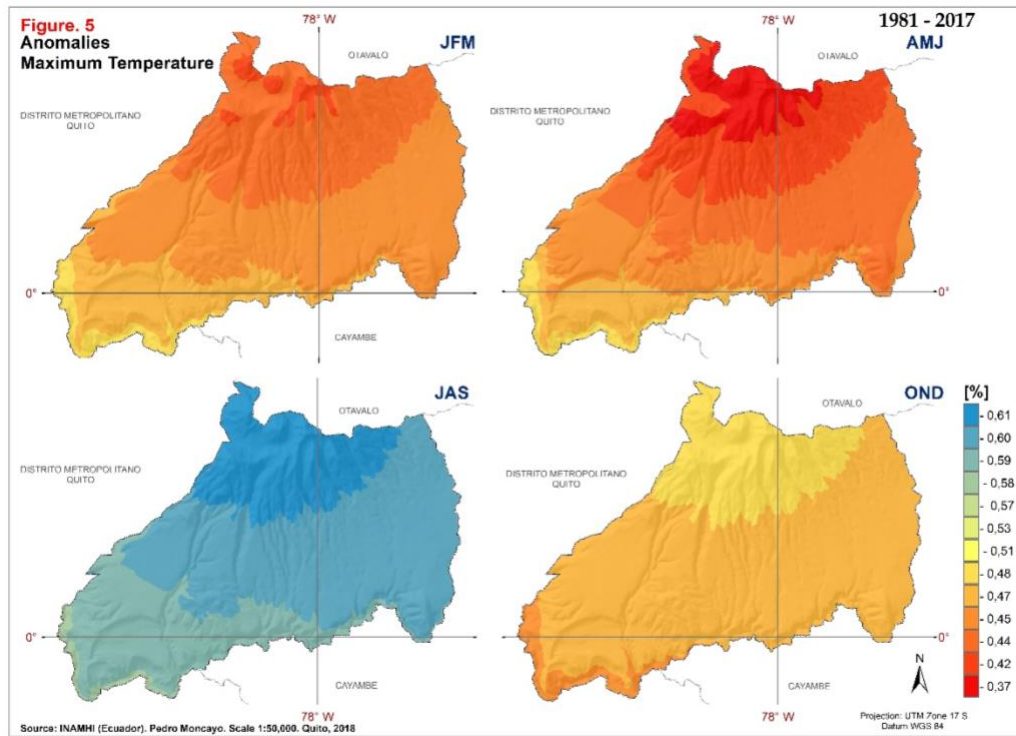 Figure. 5
Anomalies
Maximum Temperature
78° W
JFM
OTAVALO
DISTRITO METROPOLITANO
QUITO
0°
CAYAMBE
78° W
1981 - 2017
AMJ
OTAVALO
DISTRITO METROPOLITANO
QUITO
0°
JAS
OTAVALO
DISTRITO METROPOLITANO
QUITO
0°
CAYAMBE
78° W
OND
OTAVALO
DISTRITO METROPOLITANO
QUITO
0°
CAYAMBE
78° W
[%]
- 0,61
- 0,60
- 0,59
- 0,58
- 0,57
- 0,53
- 0,51
- 0,48
- 0,47
- 0,45
- 0,44
- 0,42
- 0,37
N
Source: INAMHI (Ecuador). Pedro Moncayo. Scale 1:50,000. Quito, 2018
Projection: UTM Zone 17 S
Datum WGS 84